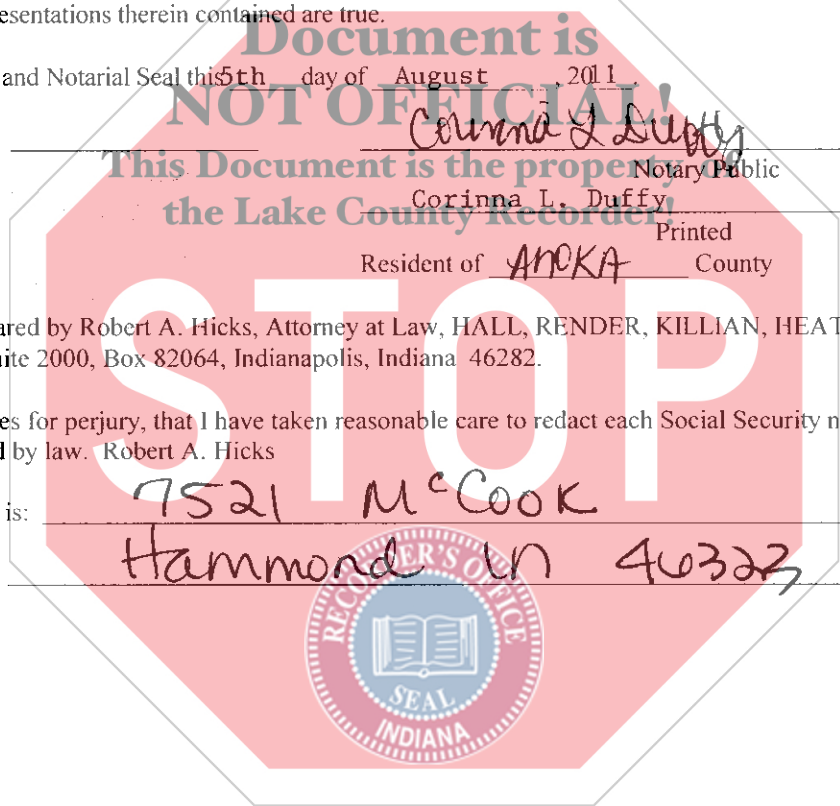 esentations therein contained are true.
Document is
and Notarial Seal this 5th day of August, 2011.
NOT OFFICIAL!
Corinna L Duffy
This Document is the property of
Notary Public
the Lake County Recorder!
Corinna L. Duffy
Printed
Resident of ANOKA County
STOP
ared by Robert A. Hicks, Attorney at Law, HALL, RENDER, KILLIAN, HEAT
ite 2000, Box 82064, Indianapolis, Indiana 46282.
es for perjury, that I have taken reasonable care to redact each Social Security n
d by law. Robert A. Hicks
is: 7521 McCook
Hammond IN 46323
RECORDER'S OFFICE
SEAL
INDIANA